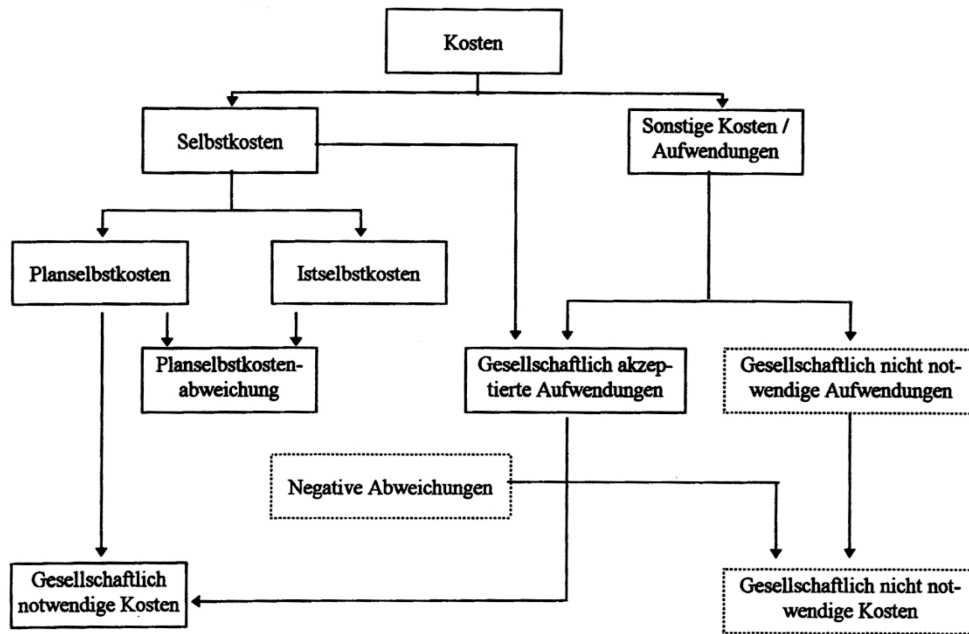 Kosten
Selbstkosten
Sonstige Kosten /
Aufwendungen
Planselbstkosten
Istselbstkosten
Planselbstkosten-
abweichung
Gesellschaftlich akzep-
tierte Aufwendungen
Gesellschaftlich nicht not-
wendige Aufwendungen
Negative Abweichungen
Gesellschaftlich
notwendige Kosten
Gesellschaftlich nicht not-
wendige Kosten